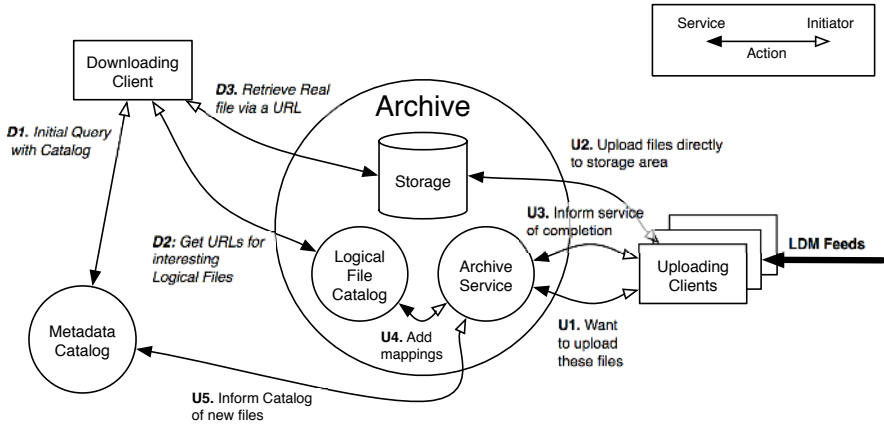 Service
Initiator
Action
Downloading
Client
D3. Retrieve Real
file via a URL
Archive
D1. Initial Query
with Catalog
U2. Upload files directly
to storage area
Storage
U3. Inform service
of completion
D2: Get URLs for
interesting
Logical Files
LDM Feeds
Logical
File
Catalog
Archive
Service
Uploading
Clients
Metadata
Catalog
U4. Add
mappings
U1. Want
to upload
these files
U5. Inform Catalog
of new files